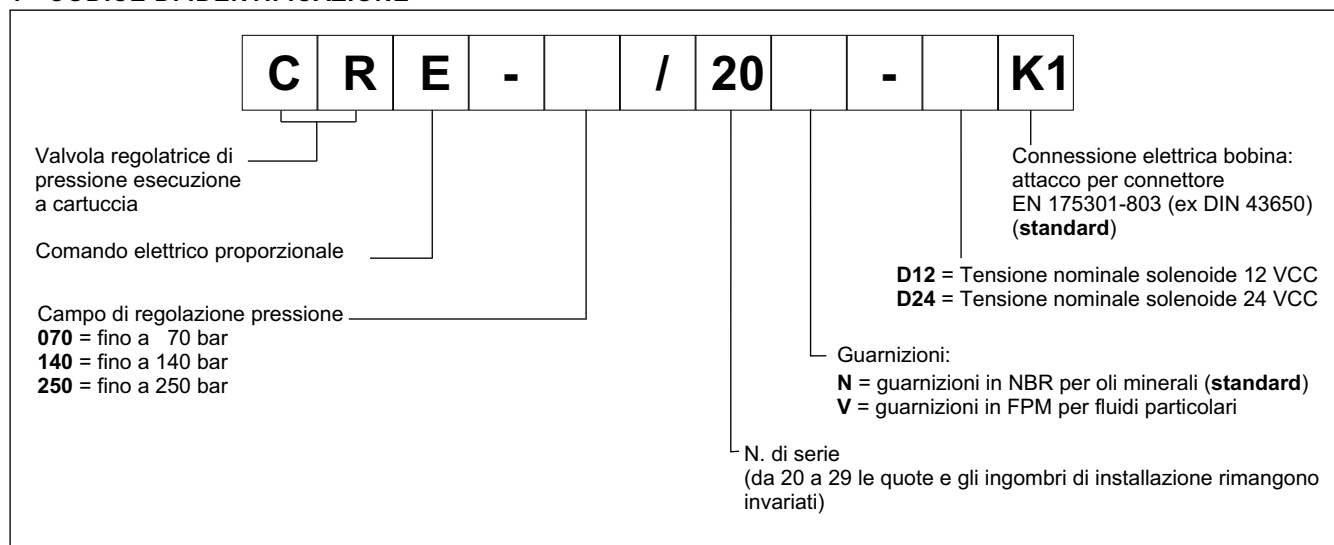 C R E - / 20 - K1
Valvola regolatrice di
pressione esecuzione
a cartuccia
Comando elettrico proporzionale
Campo di regolazione pressione
070 = fino a 70 bar
140 = fino a 140 bar
250 = fino a 250 bar
Connessione elettrica bobina:
attacco per connettore
EN 175301-803 (ex DIN 43650)
(standard)
D12 = Tensione nominale solenoide 12 VCC
D24 = Tensione nominale solenoide 24 VCC
Guarnizioni:
N = guarnizioni in NBR per oli minerali (standard)
V = guarnizioni in FPM per fluidi particolari
N. di serie
(da 20 a 29 le quote e gli ingombri di installazione rimangono
invariati)